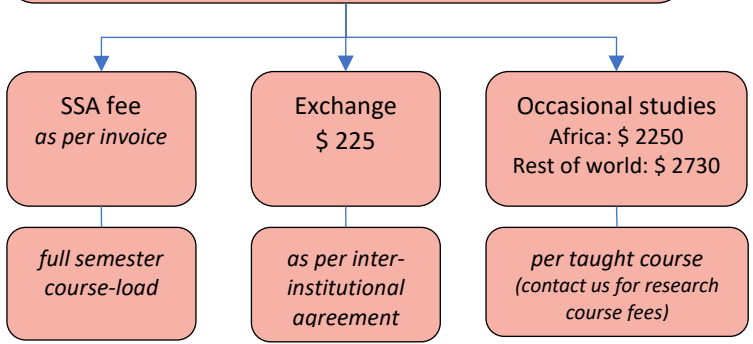 SSA fee
as per invoice
Exchange
$ 225
Occasional studies
Africa: $ 2250
Rest of world: $ 2730
full semester
course-load
as per inter-
institutional
agreement
per taught course
(contact us for research
course fees)